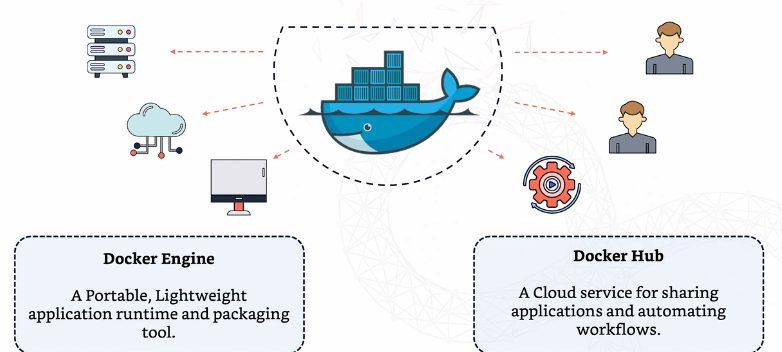 Docker Engine
A Portable, Lightweight
application runtime and packaging
tool.
Docker Hub
A Cloud service for sharing
applications and automating
workflows.